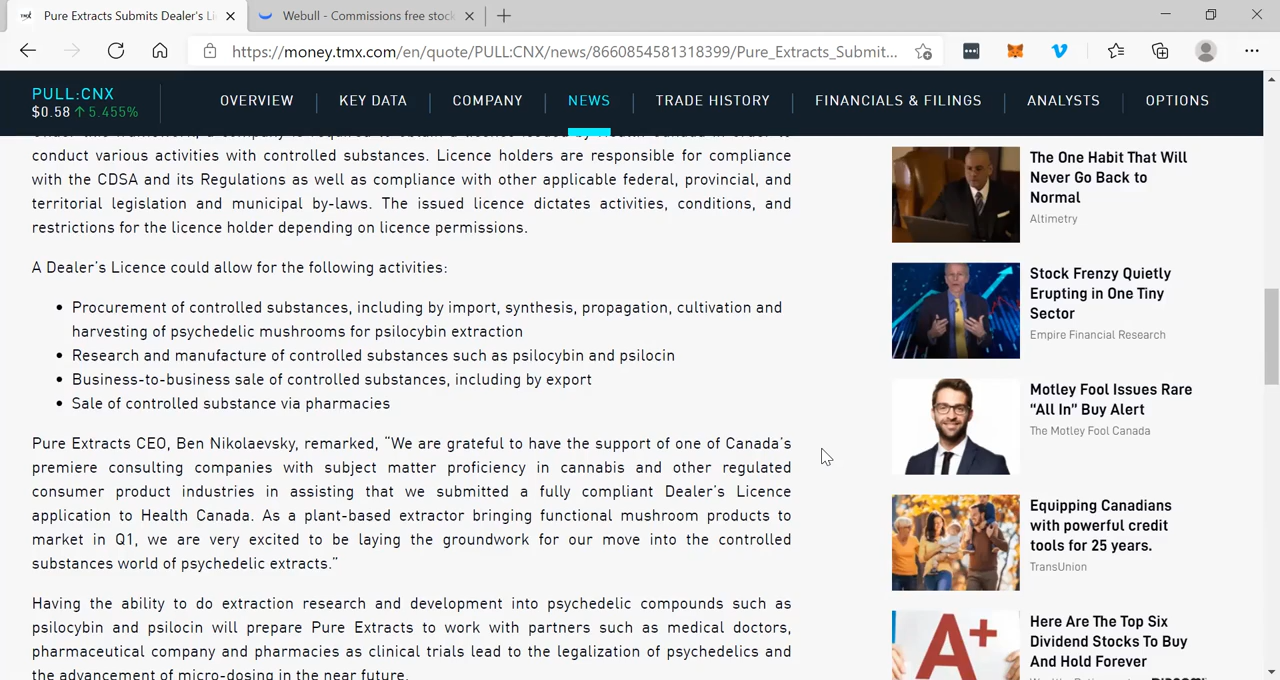 Pure Extracts Submits Dealer's Li
Webull - Commissions free stock
https://money.tmx.com/en/quote/PULL:CNX/news/8660854581318399/Pure_Extracts_Submit...
PULL:CNX
$0.58 ↑ 5.455%
OVERVIEW
KEY DATA
COMPANY
NEWS
TRADE HISTORY
FINANCIALS & FILINGS
ANALYSTS
OPTIONS
conduct various activities with controlled substances. Licence holders are responsible for compliance
with the CDSA and its Regulations as well as compliance with other applicable federal, provincial, and
territorial legislation and municipal by-laws. The issued licence dictates activities, conditions, and
restrictions for the licence holder depending on licence permissions.
A Dealer’s Licence could allow for the following activities:
• Procurement of controlled substances, including by import, synthesis, propagation, cultivation and
harvesting of psychedelic mushrooms for psilocybin extraction
• Research and manufacture of controlled substances such as psilocybin and psilocin
• Business-to-business sale of controlled substances, including by export
• Sale of controlled substance via pharmacies
Pure Extracts CEO, Ben Nikolaevsky, remarked, “We are grateful to have the support of one of Canada’s
premiere consulting companies with subject matter proficiency in cannabis and other regulated
consumer product industries in assisting that we submitted a fully compliant Dealer’s Licence
application to Health Canada. As a plant-based extractor bringing functional mushroom products to
market in Q1, we are very excited to be laying the groundwork for our move into the controlled
substances world of psychedelic extracts.”
Having the ability to do extraction research and development into psychedelic compounds such as
psilocybin and psilocin will prepare Pure Extracts to work with partners such as medical doctors,
pharmaceutical company and pharmacies as clinical trials lead to the legalization of psychedelics and
the advancement of micro-dosing in the near future.
The One Habit That Will
Never Go Back to
Normal
Altimetry
Stock Frenzy Quietly
Erupting in One Tiny
Sector
Empire Financial Research
Motley Fool Issues Rare
“All In” Buy Alert
The Motley Fool Canada
Equipping Canadians
with powerful credit
tools for 25 years.
TransUnion
A+
Here Are The Top Six
Dividend Stocks To Buy
And Hold Forever